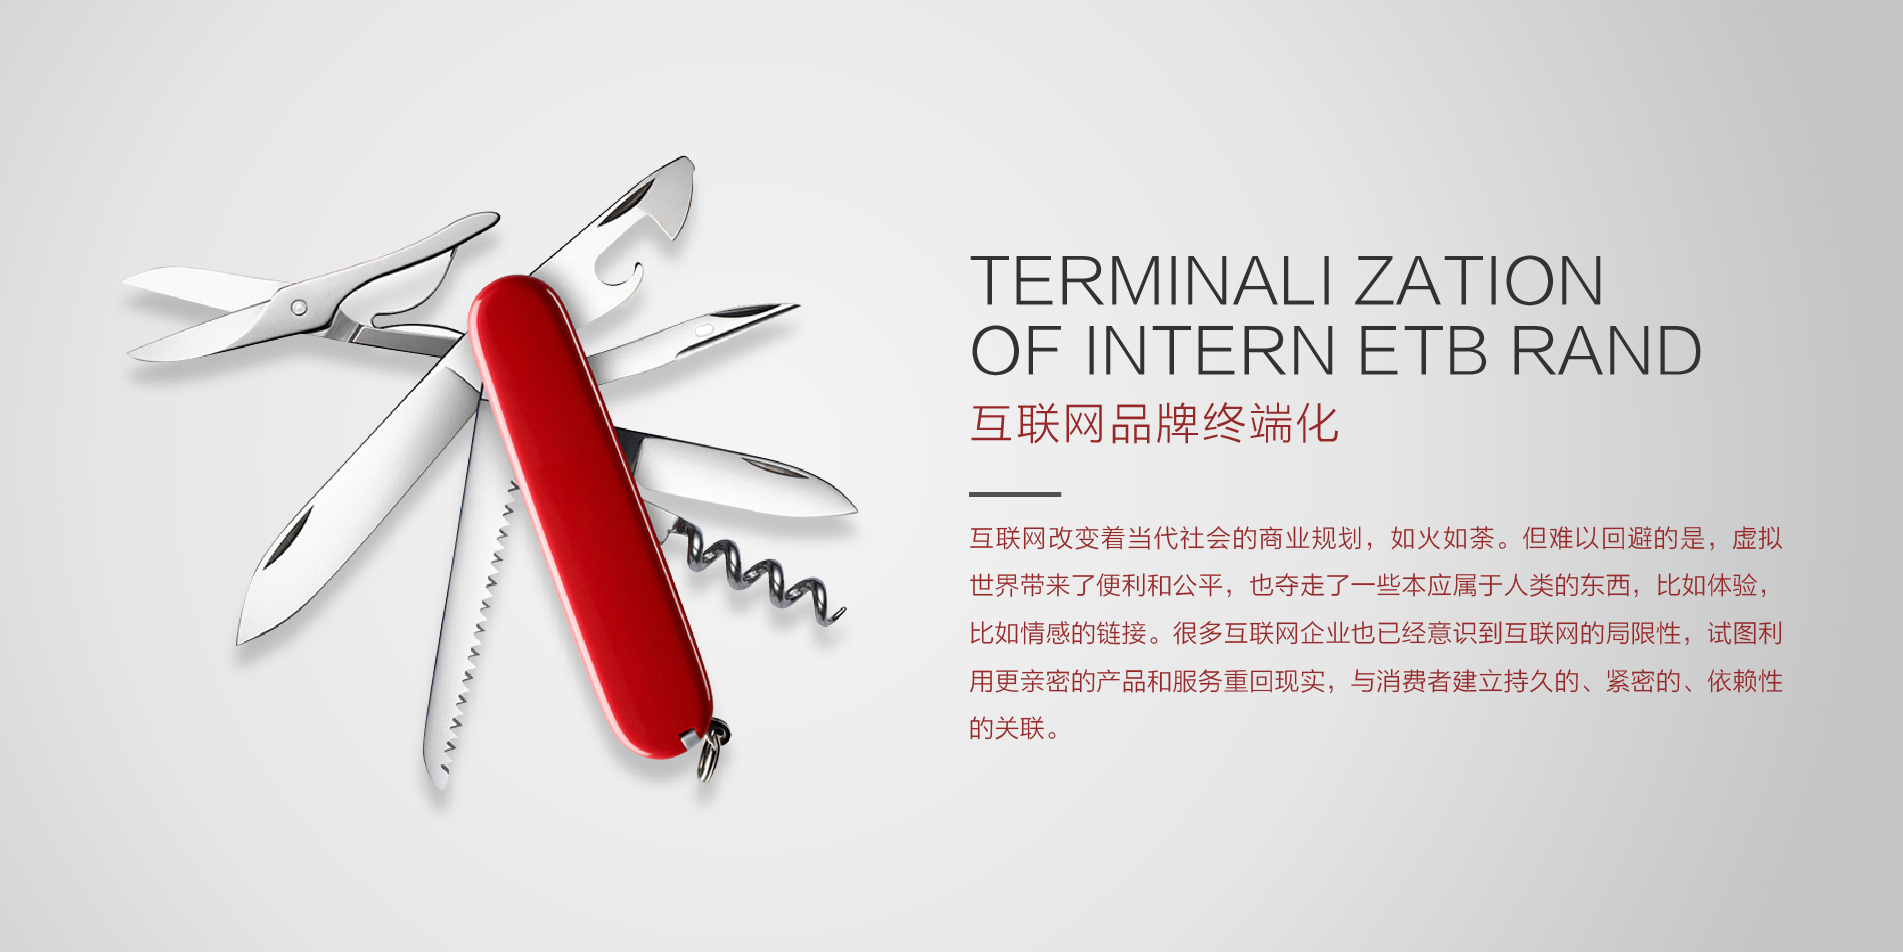 TERMINALI ZATION
OF INTERN ETB RAND
互联网品牌终端化
互联网改变着当代社会的商业规划，如火如荼。但难以回避的是，虚拟
世界带来了便利和公平，也夺走了一些本应属于人类的东西，比如体验，
比如情感的链接。很多互联网企业也已经意识到互联网的局限性，试图利
用更亲密的产品和服务重回现实，与消费者建立持久的、紧密的、依赖性
的关联。